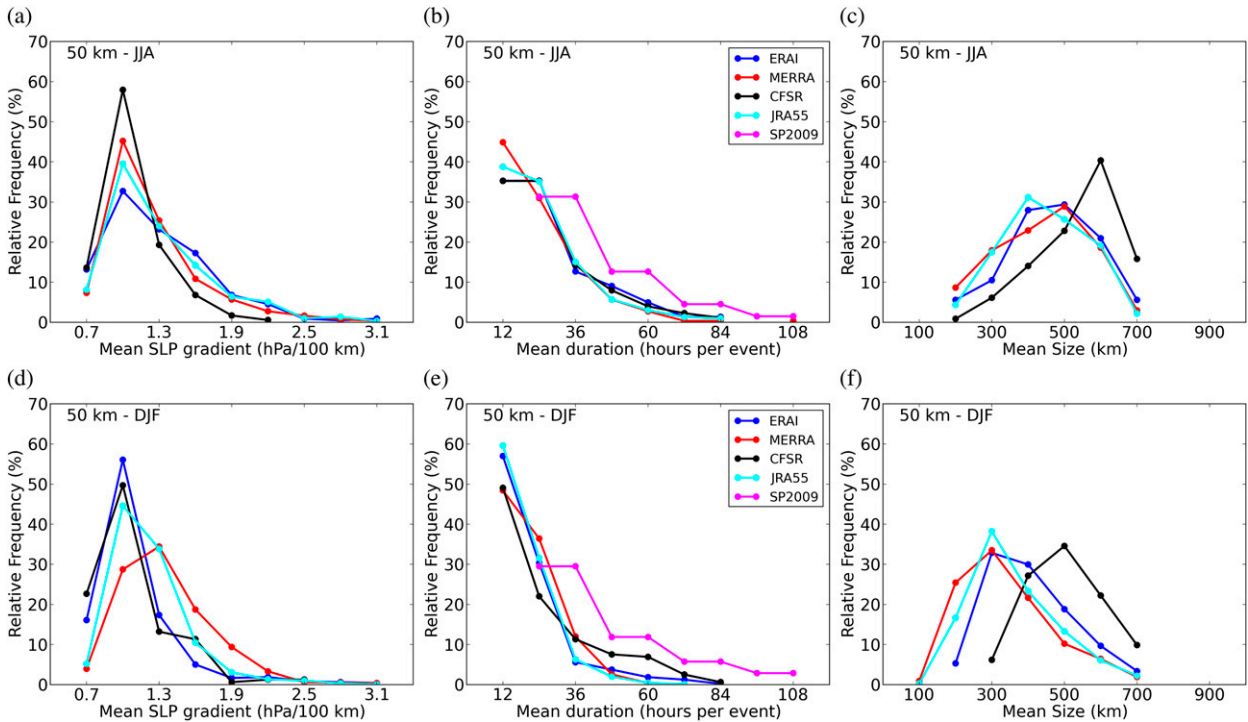 (a)
(b)
(c)
70
60
50
40
30
20
10
0
Relative Frequency (%)
50 km - JJA
0.7
1.3
1.9
2.5
3.1
Mean SLP gradient (hPa/100 km)
70
60
50
40
30
20
10
0
Relative Frequency (%)
50 km - JJA
ERAI
MERRA
CFSR
JRA55
SP2009
12
36
60
84
108
Mean duration (hours per event)
70
60
50
40
30
20
10
0
Relative Frequency (%)
50 km - JJA
100
300
500
700
900
Mean Size (km)
(d)
(e)
(f)
70
60
50
40
30
20
10
0
Relative Frequency (%)
50 km - DJF
0.7
1.3
1.9
2.5
3.1
Mean SLP gradient (hPa/100 km)
70
60
50
40
30
20
10
0
Relative Frequency (%)
50 km - DJF
ERAI
MERRA
CFSR
JRA55
SP2009
12
36
60
84
108
Mean duration (hours per event)
70
60
50
40
30
20
10
0
Relative Frequency (%)
50 km - DJF
100
300
500
700
900
Mean Size (km)